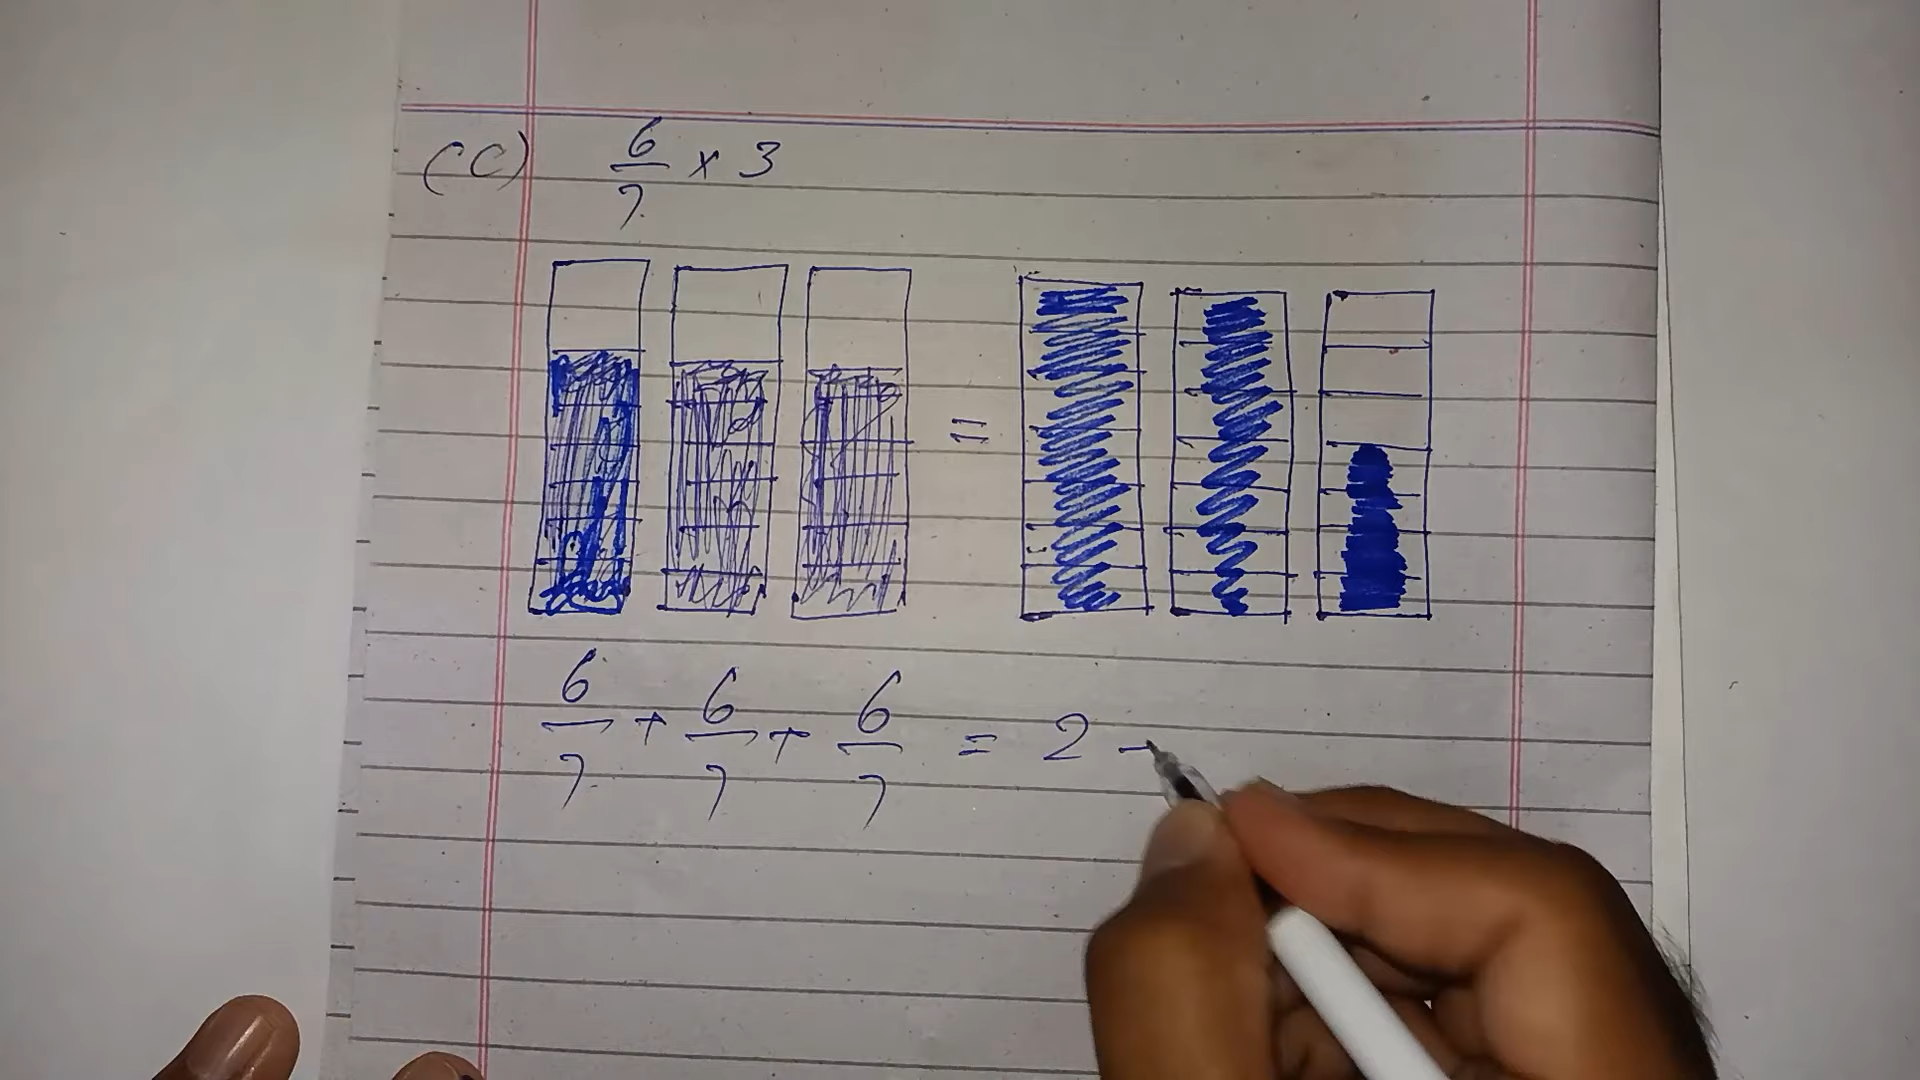 (C) 6/7 × 3
=
6/7 + 6/7 + 6/7 = 2 -